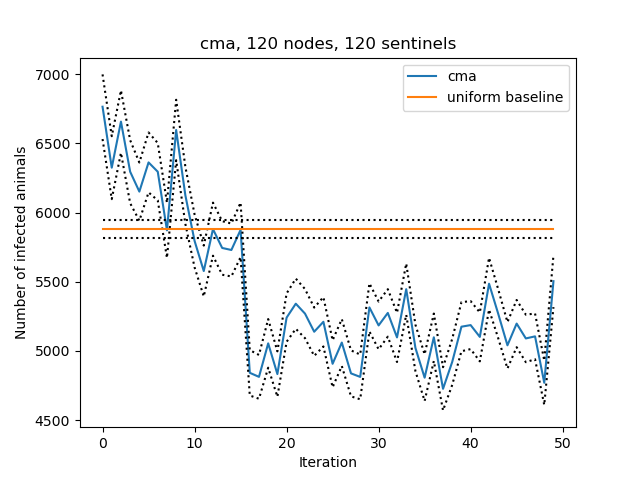 cma, 120 nodes, 120 sentinels
cma
uniform baseline
7000
6500
6000
5500
5000
4500
Number of infected animals
0 10 20 30 40 50
Iteration